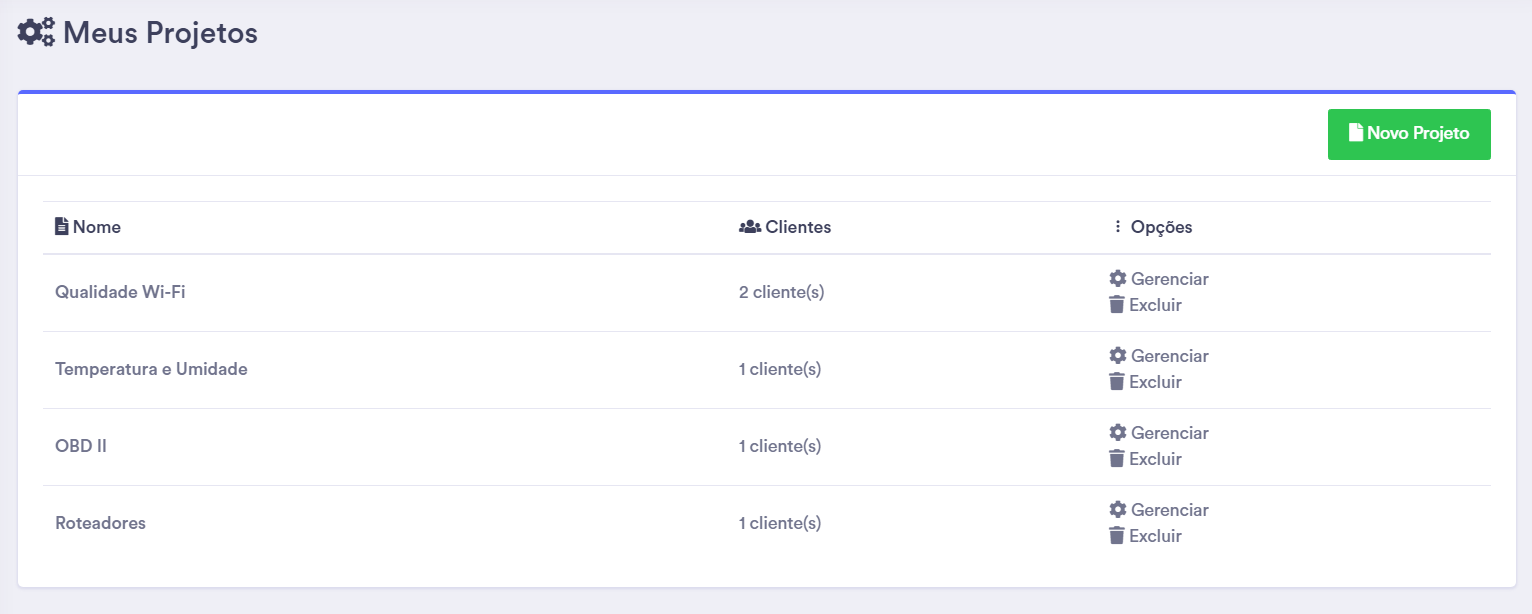 Meus Projetos
Novo Projeto
Nome Clientes Opções
Qualidade Wi-Fi 2 cliente(s) Gerenciar
Excluir
Temperatura e Umidade 1 cliente(s) Gerenciar
Excluir
OBD II 1 cliente(s) Gerenciar
Excluir
Roteadores 1 cliente(s) Gerenciar
Excluir